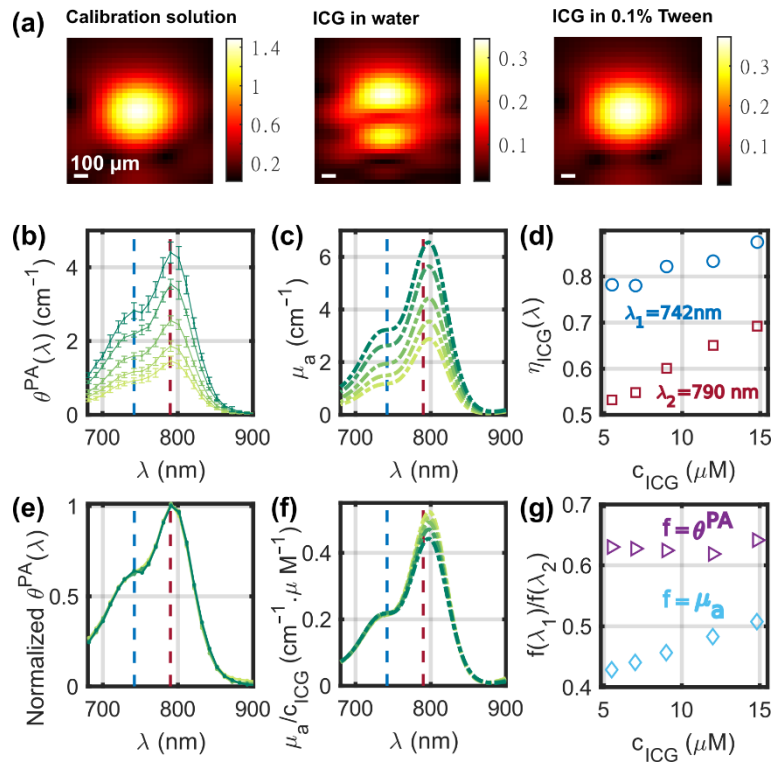 (a)
Calibration solution
ICG in water
ICG in 0.1% Tween
1.4
1
0.6
0.2
100 μm
0.3
0.2
0.1
0.3
0.2
0.1
(b)
θᴾᴬ(λ) (cm⁻¹)
4
2
0
700 800 900
λ (nm)
(c)
μₐ (cm⁻¹)
6
4
2
0
700 800 900
λ (nm)
(d)
η_ICG(λ)
0.8
0.7
0.6
0.5
λ₁=742nm
λ₂=790 nm
5 10 15
c_ICG (μM)
(e)
Normalized θᴾᴬ(λ)
1
0.5
0
700 800 900
λ (nm)
(f)
μₐ/c_ICG (cm⁻¹.μ M⁻¹)
0.4
0.2
0
700 800 900
λ (nm)
(g)
f(λ₁)/f(λ₂)
0.7
0.6
0.5
0.4
f = θᴾᴬ
f = μₐ
5 10 15
c_ICG (μM)